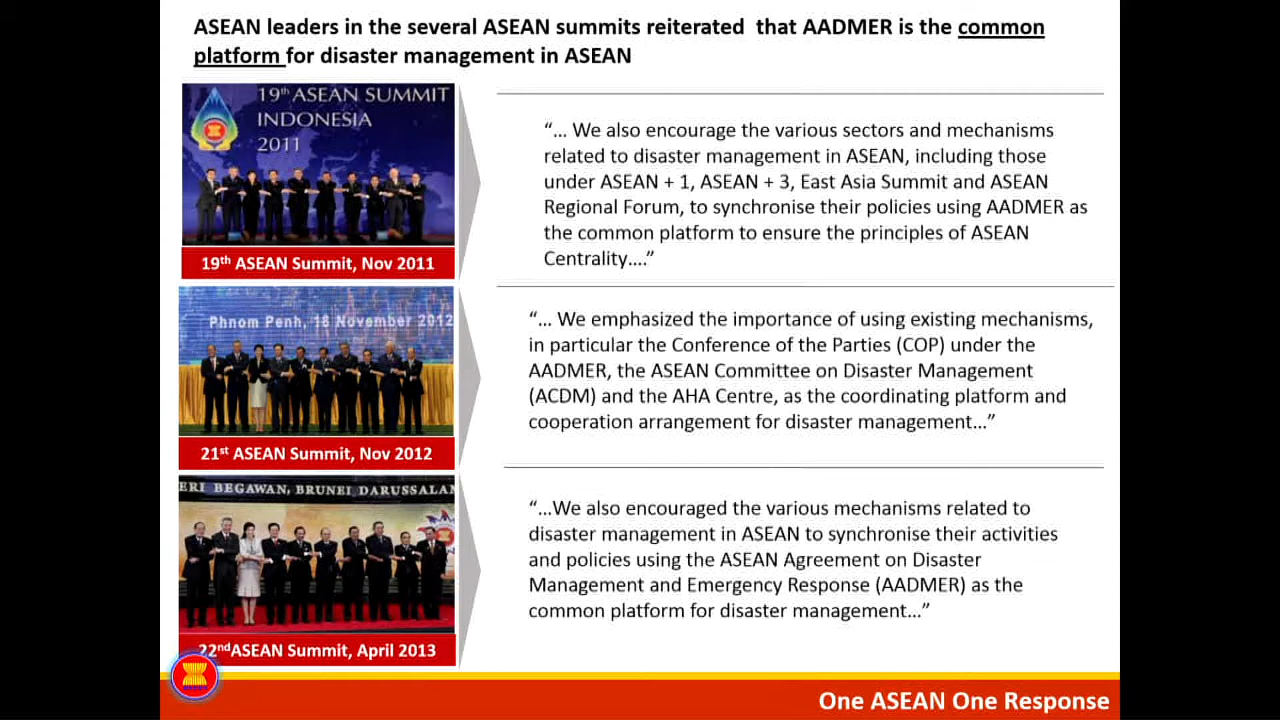 ASEAN leaders in the several ASEAN summits reiterated that AADMER is the common
platform for disaster management in ASEAN
19th ASEAN SUMMIT
INDONESIA
2011
19th ASEAN Summit, Nov 2011
“... We also encourage the various sectors and mechanisms
related to disaster management in ASEAN, including those
under ASEAN + 1, ASEAN + 3, East Asia Summit and ASEAN
Regional Forum, to synchronise their policies using AADMER as
the common platform to ensure the principles of ASEAN
Centrality....”
Phnom Penh, 18 November 2012
21st ASEAN Summit, Nov 2012
“... We emphasized the importance of using existing mechanisms,
in particular the Conference of the Parties (COP) under the
AADMER, the ASEAN Committee on Disaster Management
(ACDM) and the AHA Centre, as the coordinating platform and
cooperation arrangement for disaster management...”
ERI BEGAWAN, BRUNEI DARUSSALAM
22ndASEAN Summit, April 2013
“...We also encouraged the various mechanisms related to
disaster management in ASEAN to synchronise their activities
and policies using the ASEAN Agreement on Disaster
Management and Emergency Response (AADMER) as the
common platform for disaster management...”
One ASEAN One Response